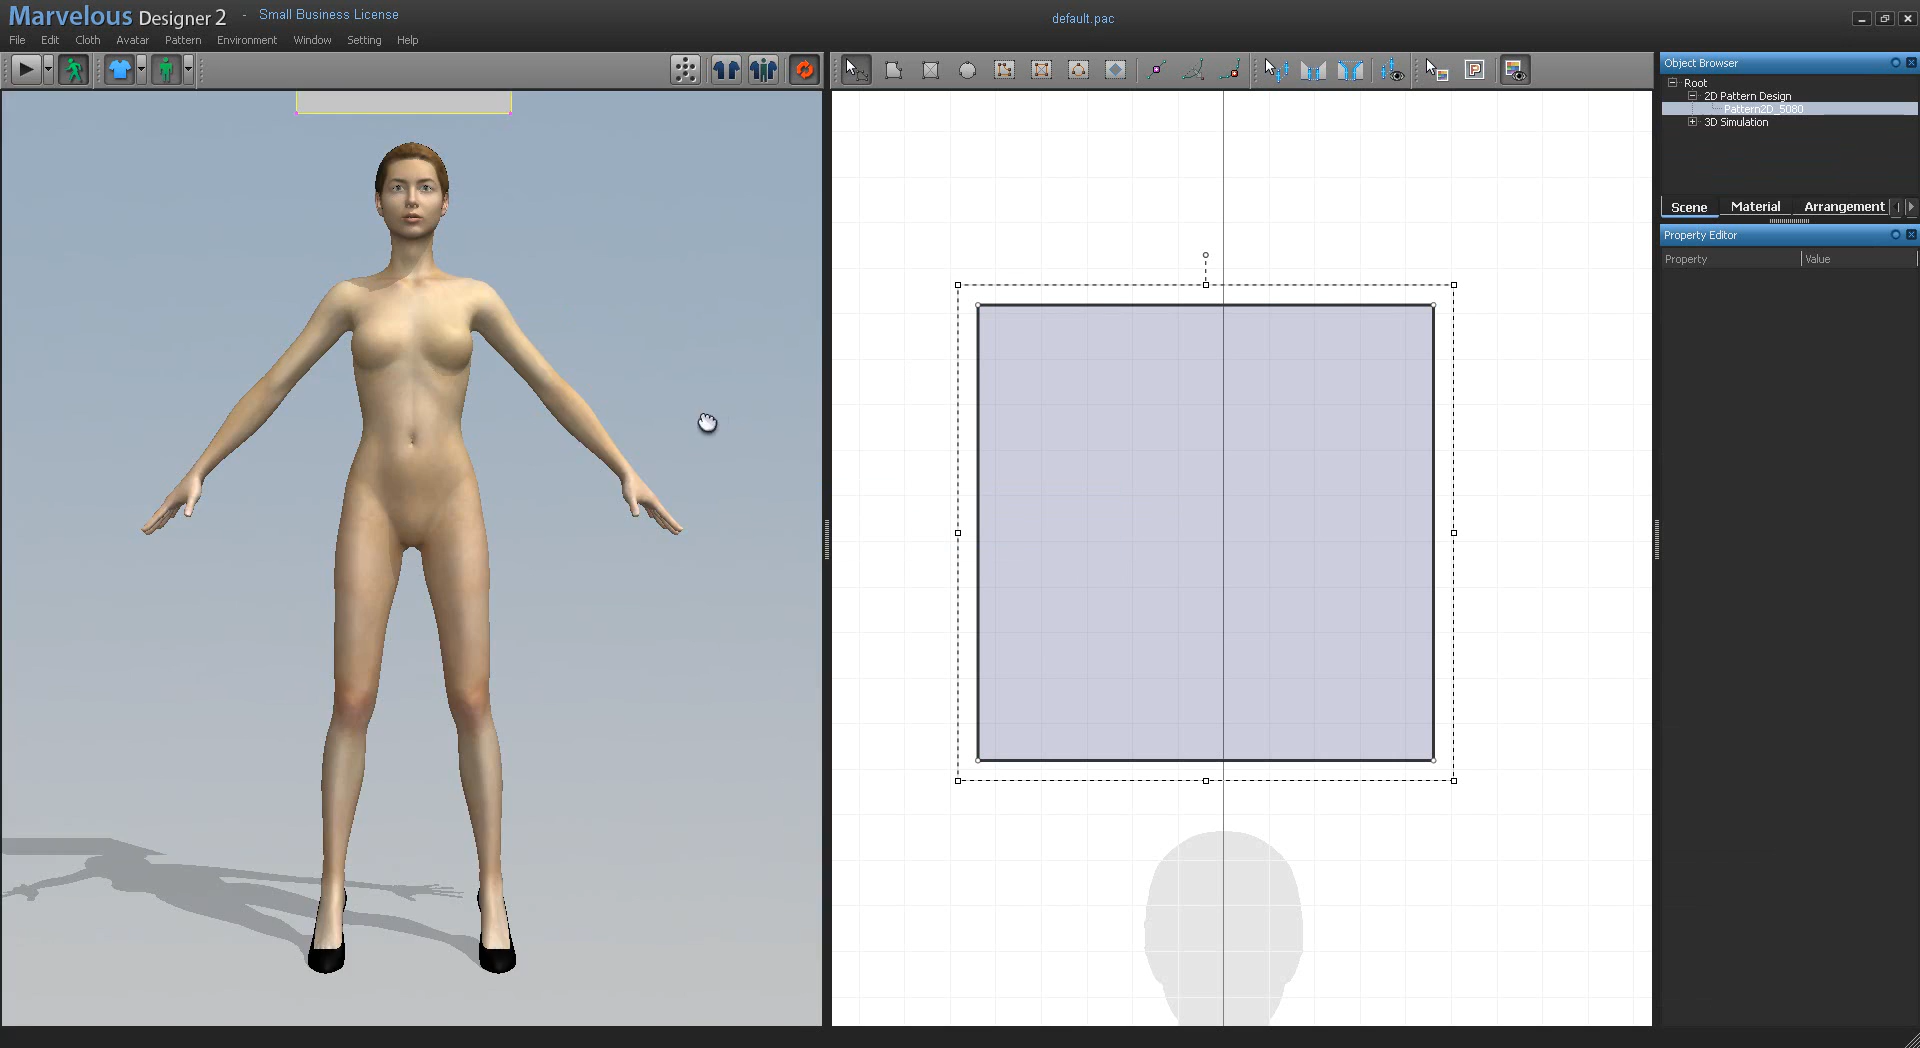 Marvelous Designer 2 - Small Business License
default.pac
File Edit Cloth Avatar Pattern Environment Window Setting Help
Object Browser
Root
2D Pattern Design
Pattern2D_5080
3D Simulation
Scene Material Arrangement
Property Editor
Property Value